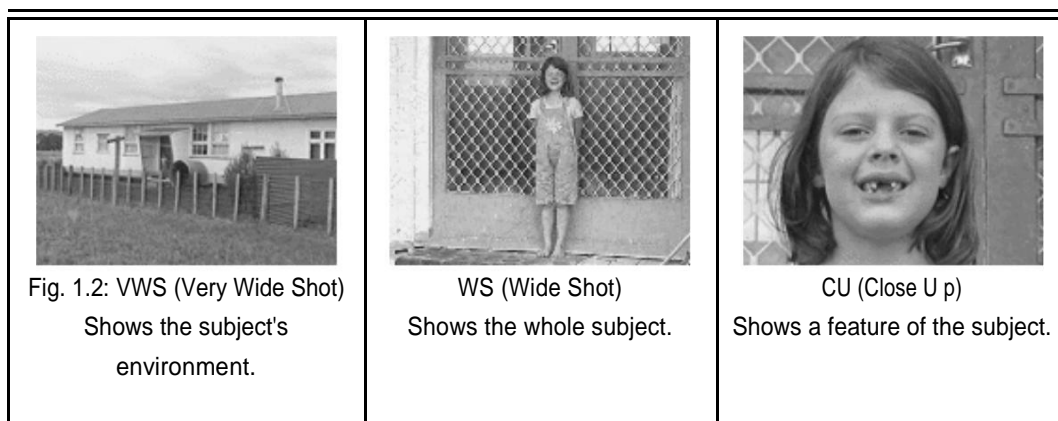 Fig. 1.2: VWS (Very Wide Shot)
Shows the subject's
environment.
WS (Wide Shot)
Shows the whole subject.
CU (Close U p)
Shows a feature of the subject.